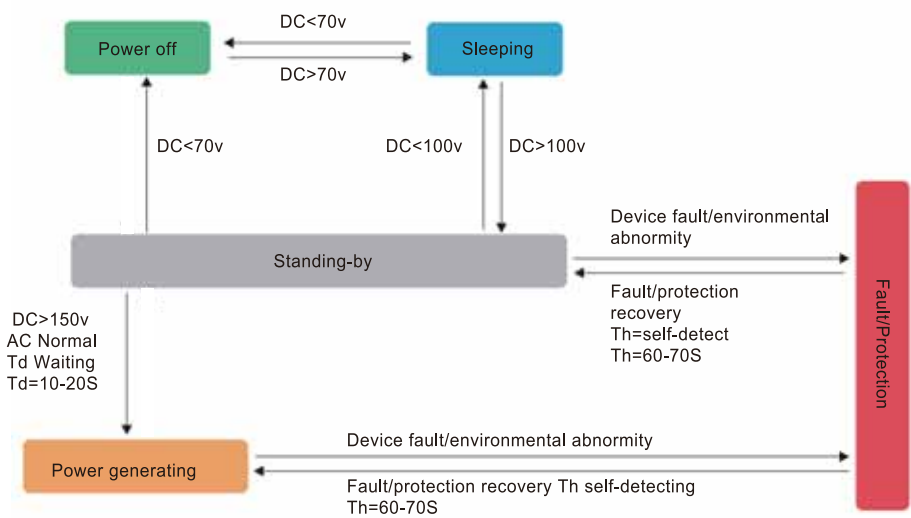 DC<70v
Power off
Sleeping
DC>70v
DC<70v
DC<100v
DC>100v
Device fault/environmental
abnormity
Standing-by
Fault/protection
recovery
Th=self-detect
Th=60-70S
Fault/Protection
DC>150v
AC Normal
Td Waiting
Td=10-20S
Device fault/environmental abnormity
Power generating
Fault/protection recovery Th self-detecting
Th=60-70S